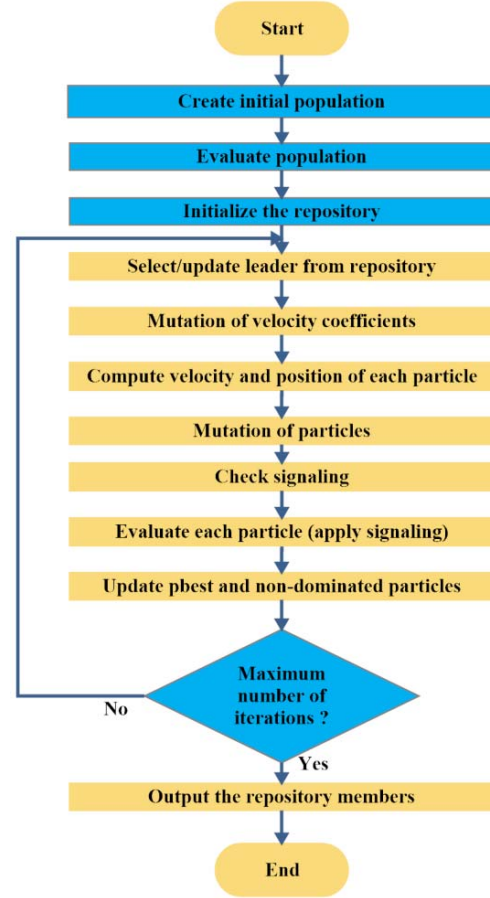 Start
Create initial population
Evaluate population
Initialize the repository
Select/update leader from repository
Mutation of velocity coefficients
Compute velocity and position of each particle
Mutation of particles
Check signaling
Evaluate each particle (apply signaling)
Update pbest and non-dominated particles
Maximum
number of
iterations ?
No
Yes
Output the repository members
End